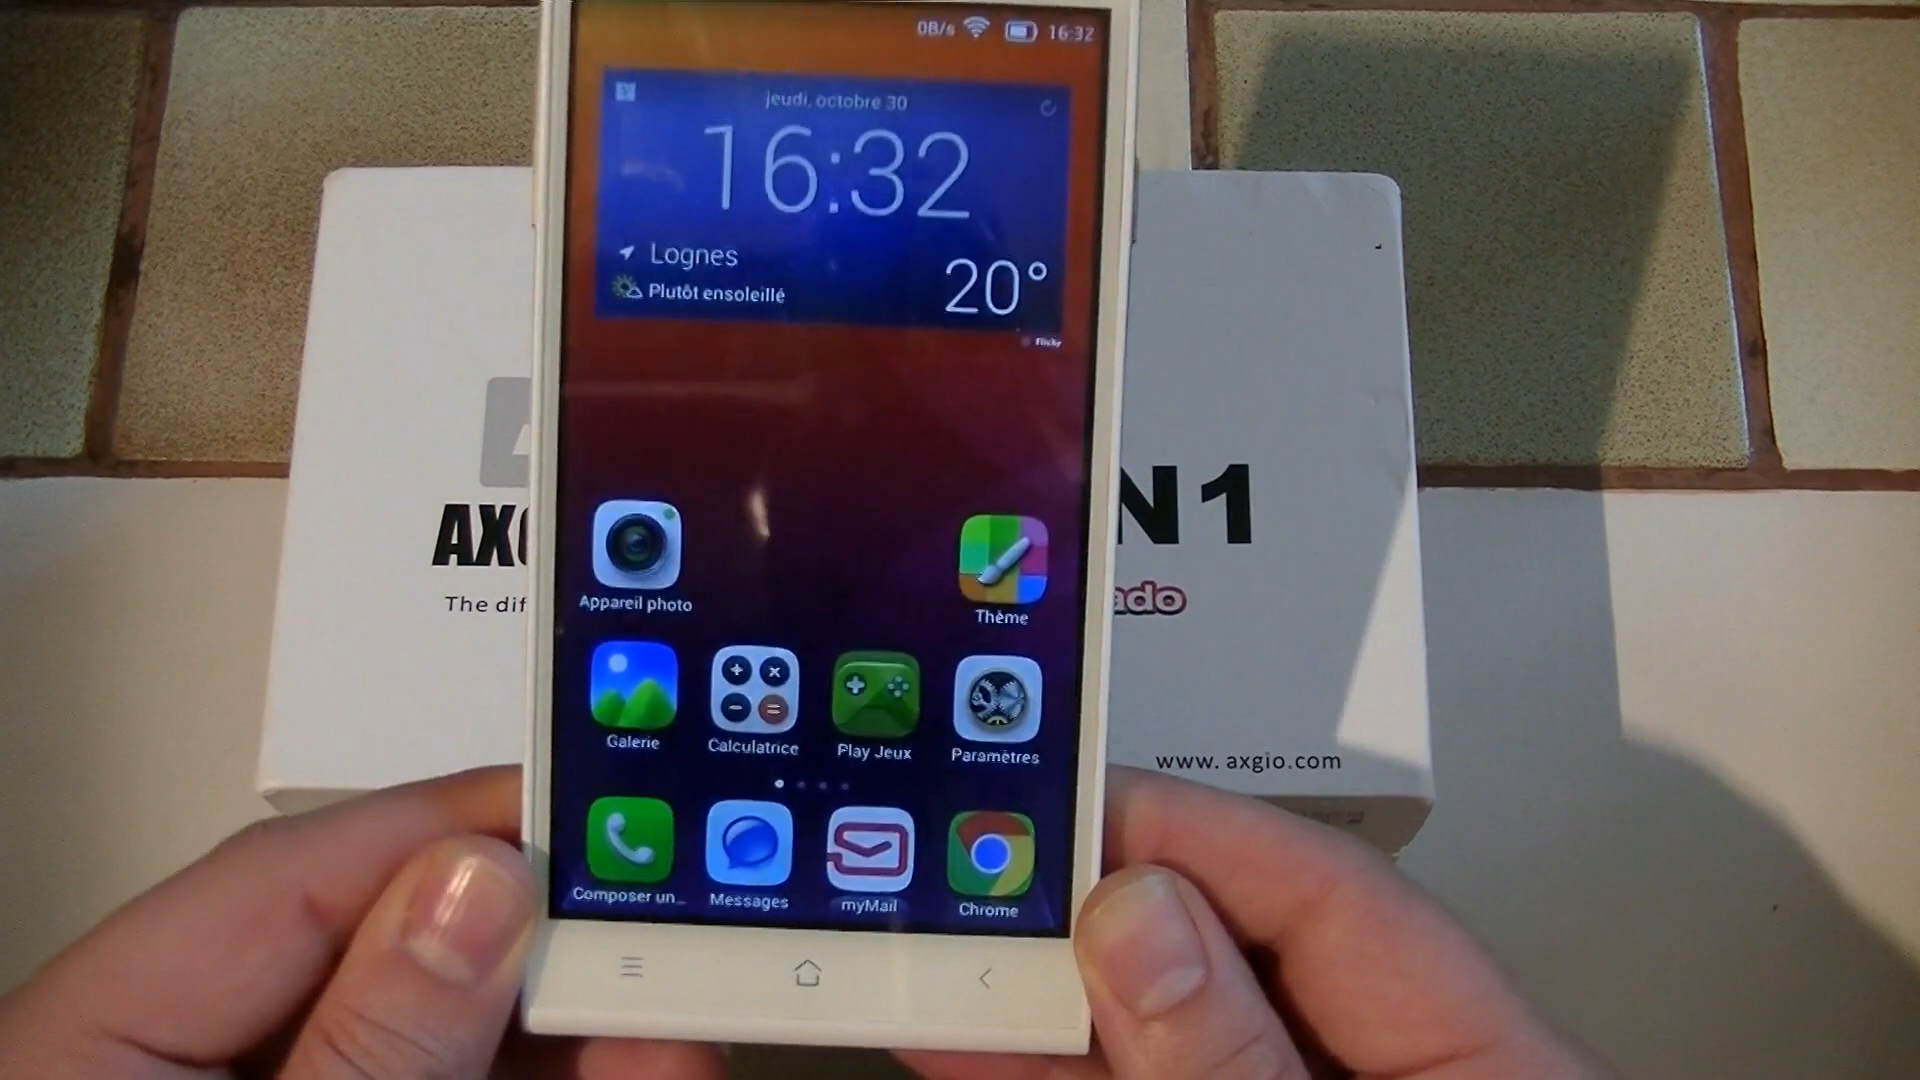 0B/s 16:32
jeudi, octobre 30
16:32
Lognes
Plutôt ensoleillé
20°
Flicky
AX
N1
The dif
ado
www.axgio.com
Appareil photo
Thème
Galerie
Calculatrice
Play Jeux
Paramètres
Composer un...
Messages
myMail
Chrome